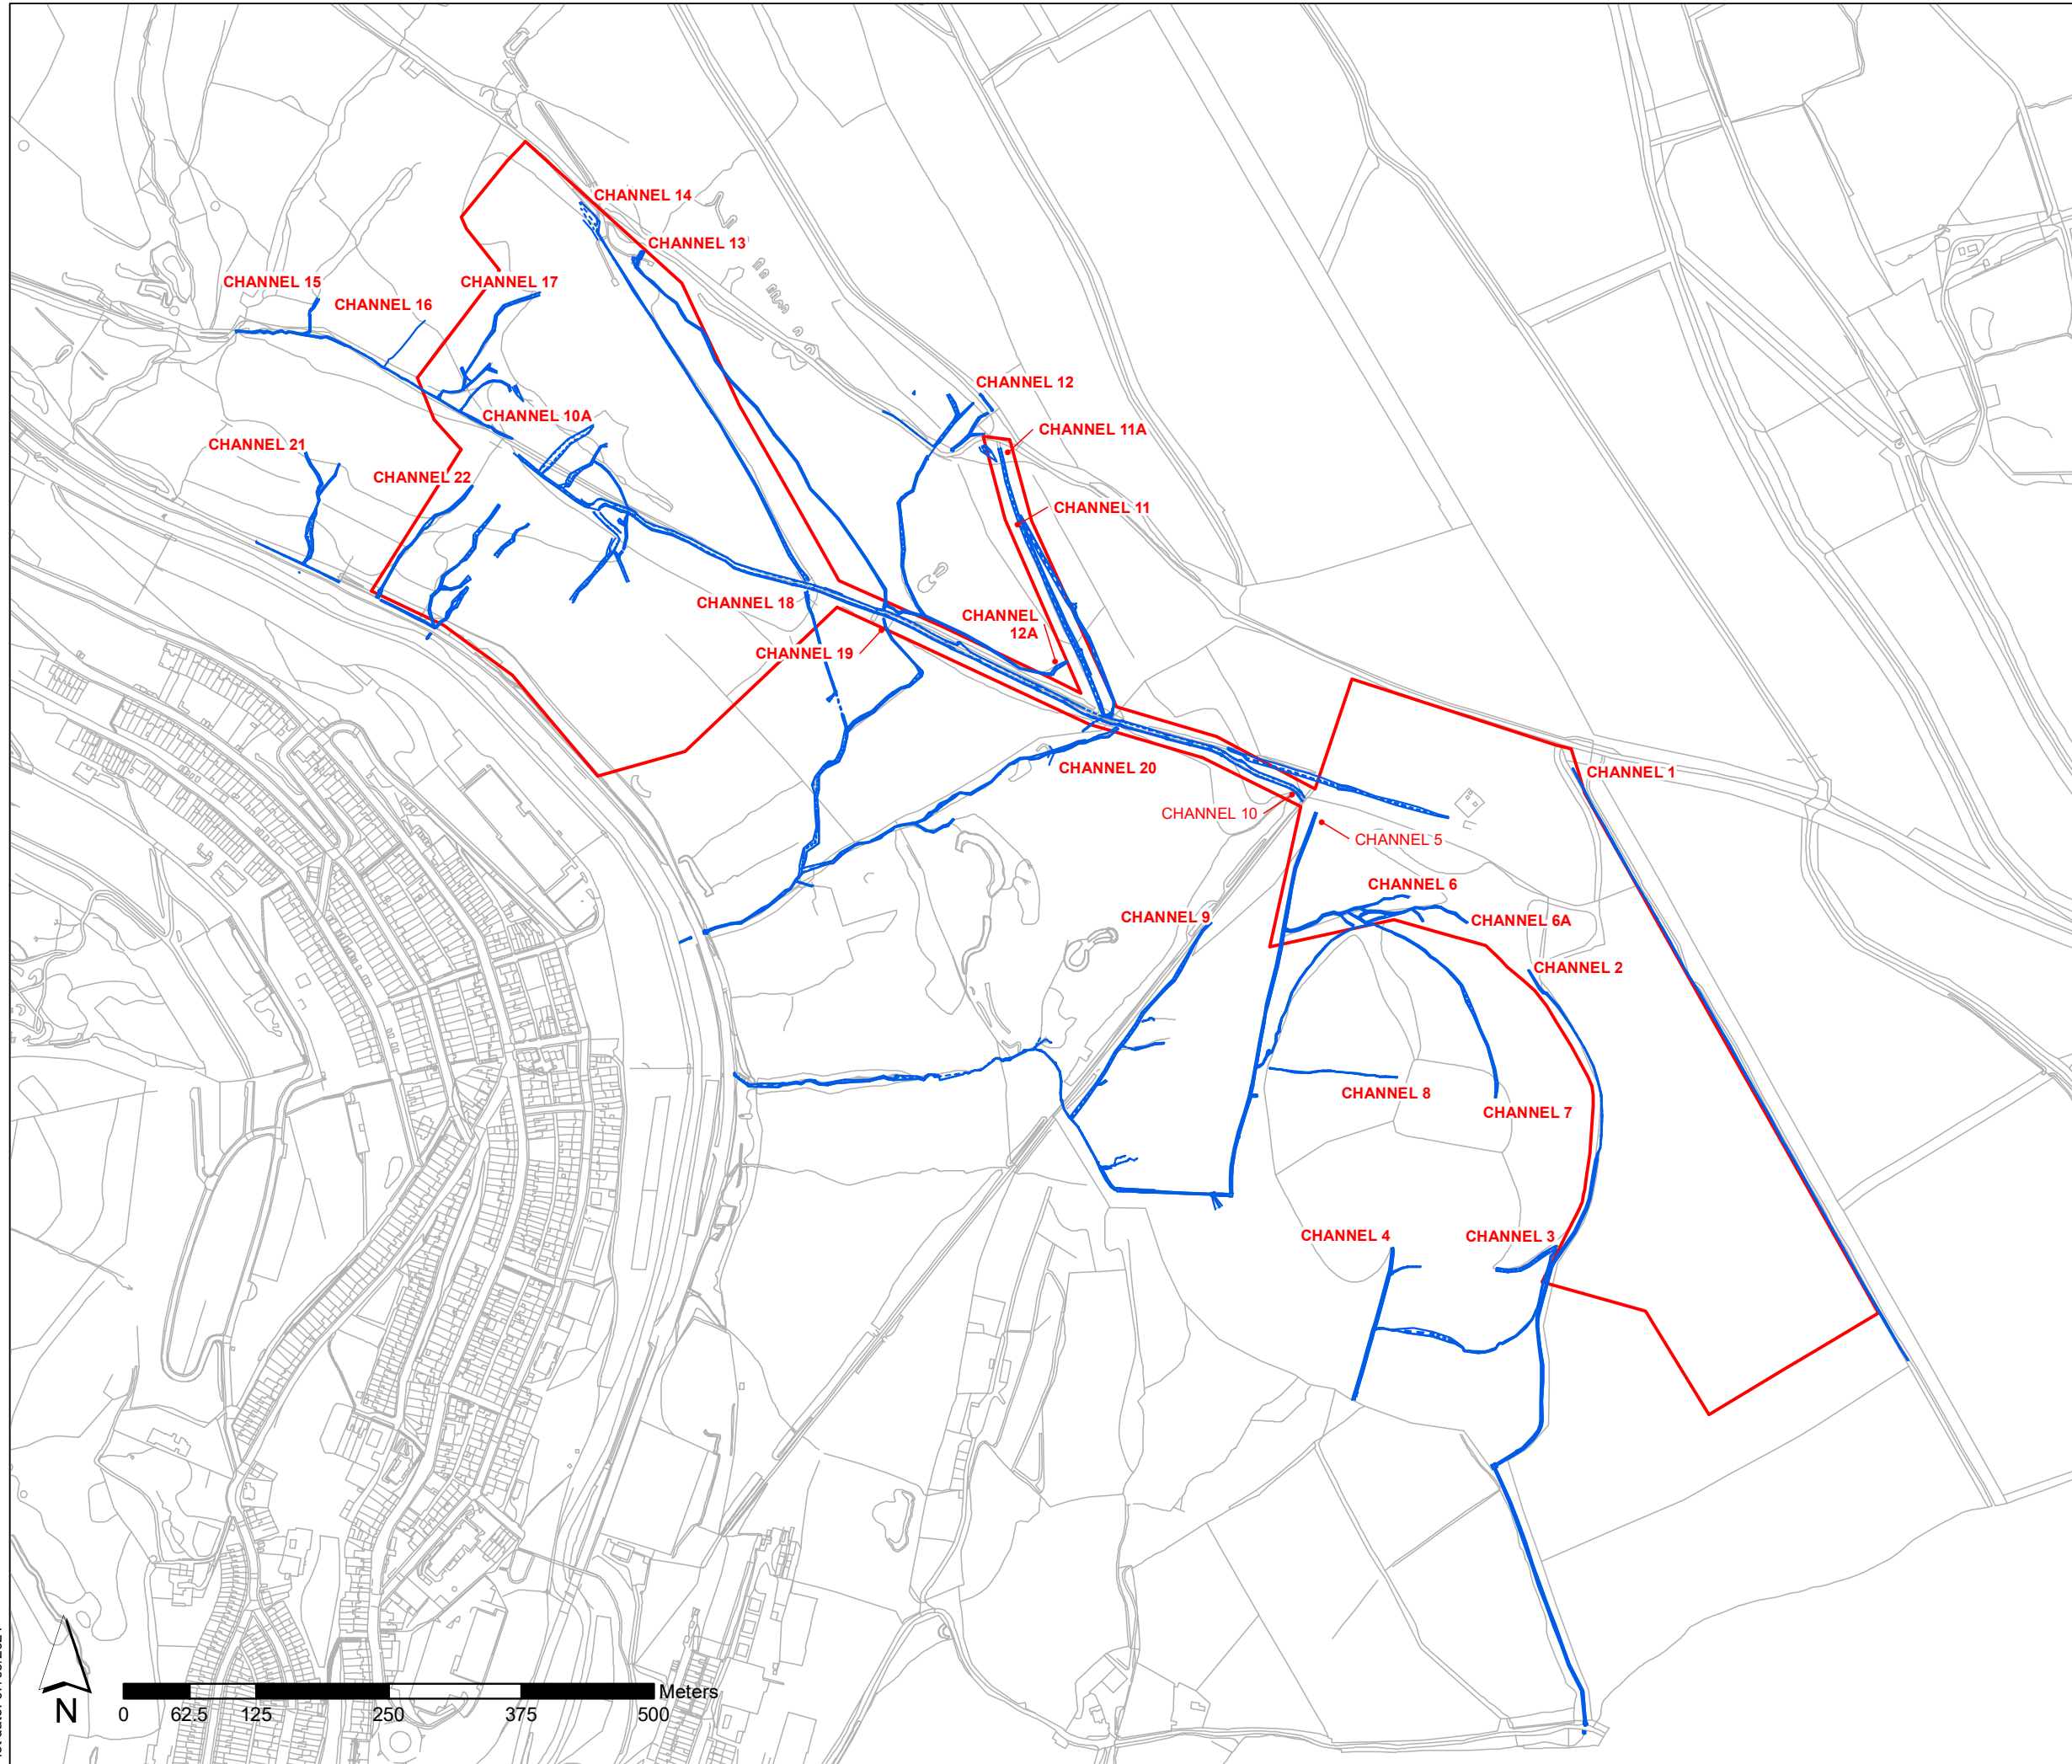 CHANNEL 14
CHANNEL 13
CHANNEL 15
CHANNEL 17
CHANNEL 16
CHANNEL 12
CHANNEL 10A
CHANNEL 11A
CHANNEL 21
CHANNEL 22
CHANNEL 11
CHANNEL 18
CHANNEL
12A
CHANNEL 19
CHANNEL 20
CHANNEL 1
CHANNEL 10
CHANNEL 5
CHANNEL 6
CHANNEL 9
CHANNEL 6A
CHANNEL 2
CHANNEL 8
CHANNEL 7
CHANNEL 4
CHANNEL 3
Meters
N
0 62.5 125 250 375 500